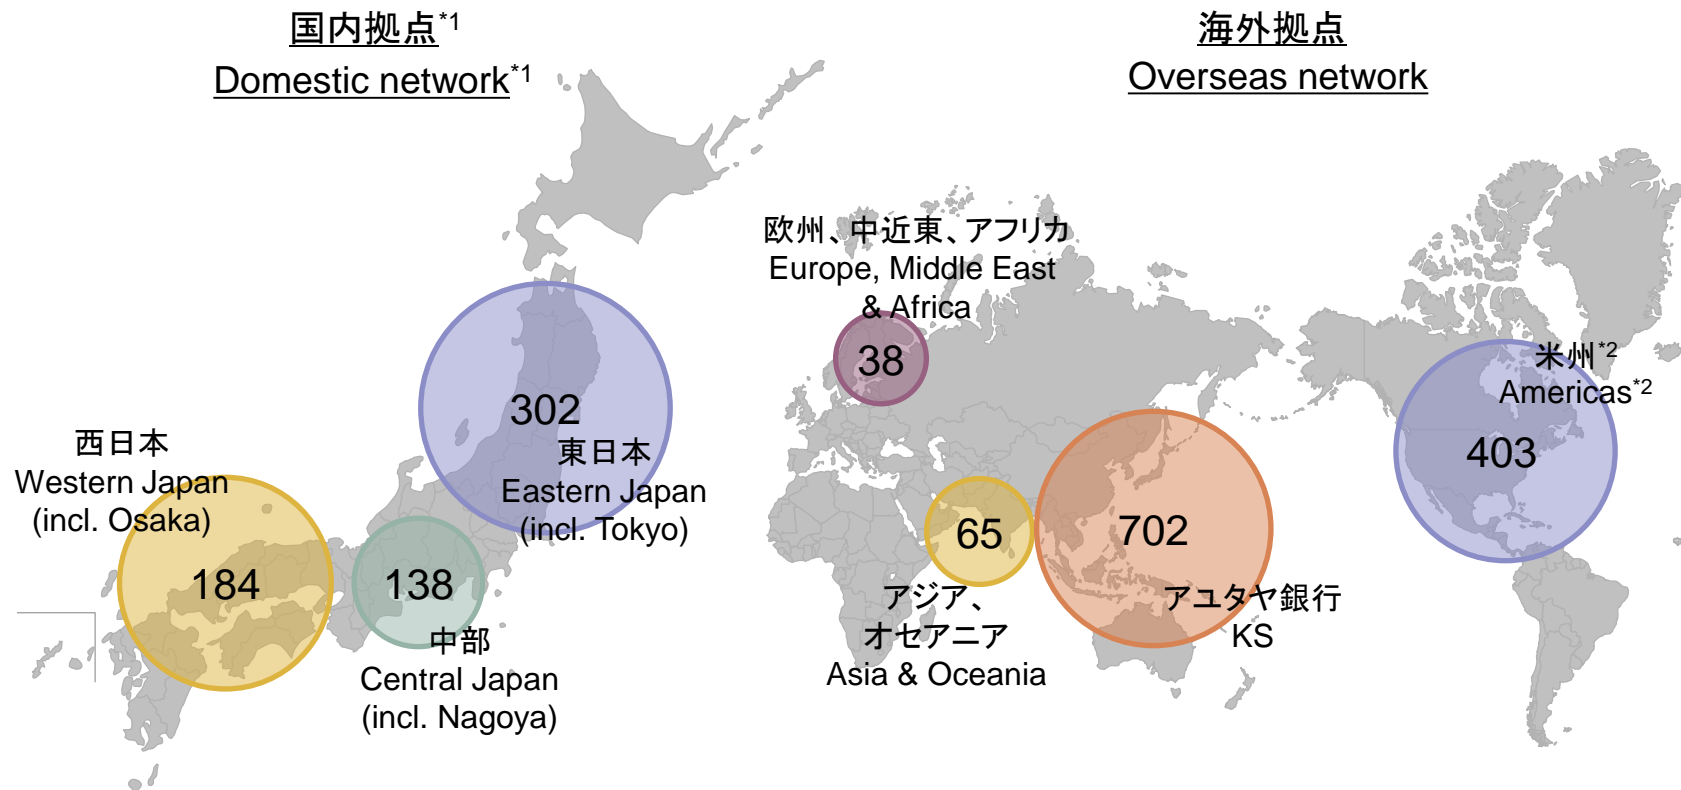 国内拠点*1
Domestic network*1
302
東日本
Eastern Japan
(incl. Tokyo)
西日本
Western Japan
(incl. Osaka)
184
138
中部
Central Japan
(incl. Nagoya)
海外拠点
Overseas network
欧州、中近東、アフリカ
Europe, Middle East
& Africa
38
65
アジア、
オセアニア
Asia & Oceania
702
アユタヤ銀行
KS
米州*2
Americas*2
403